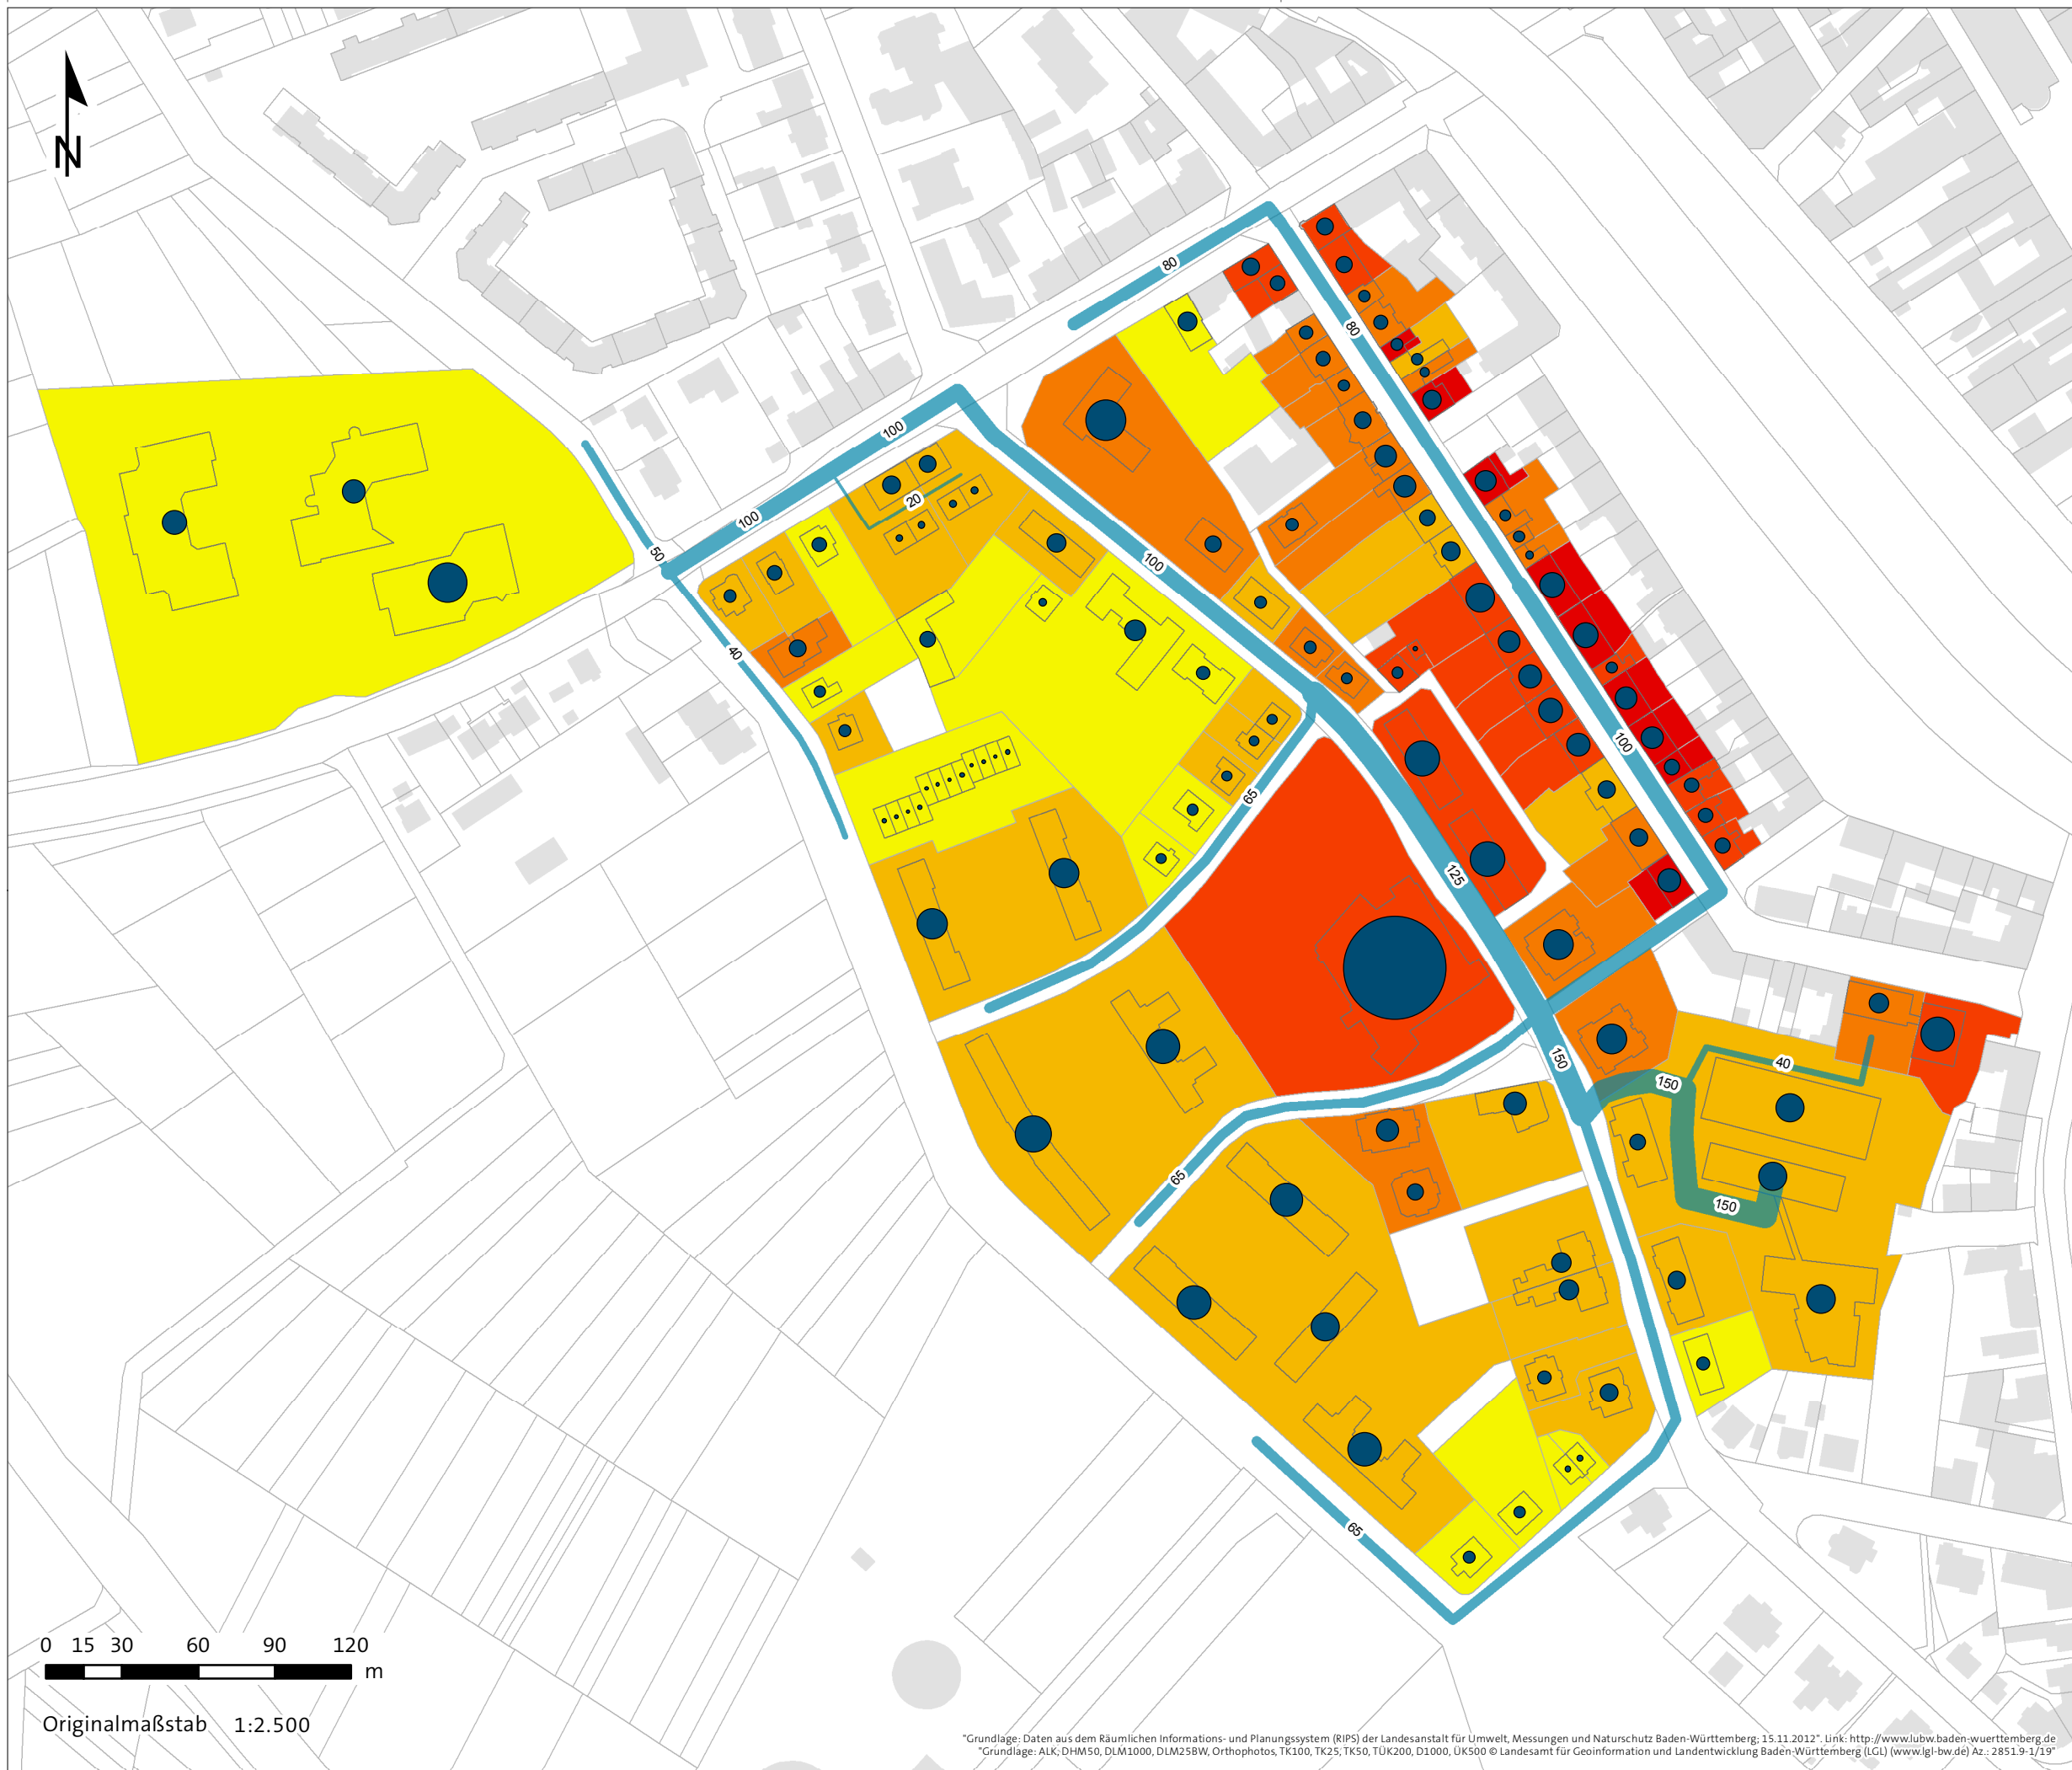 N
80
80
100
100
20
50
100
40
100
65
125
150
40
150
65
150
65
0 15 30 60 90 120
m
Originalmaßstab 1:2.500
"Grundlage: Daten aus dem Räumlichen Informations- und Planungssystem (RIPS) der Landesanstalt für Umwelt, Messungen und Naturschutz Baden-Württemberg; 15.11.2012". Link: http://www.lubw.baden-wuerttemberg.de
"Grundlage: ALK, DHM50, DLM1000, DLM25BW, Orthophotos, TK100, TK25, TK50, TÜK200, D1000, ÜK500 © Landesamt für Geoinformation und Landentwicklung Baden-Württemberg (LGL) (www.lgl-bw.de) Az.: 2851.9-1/19"